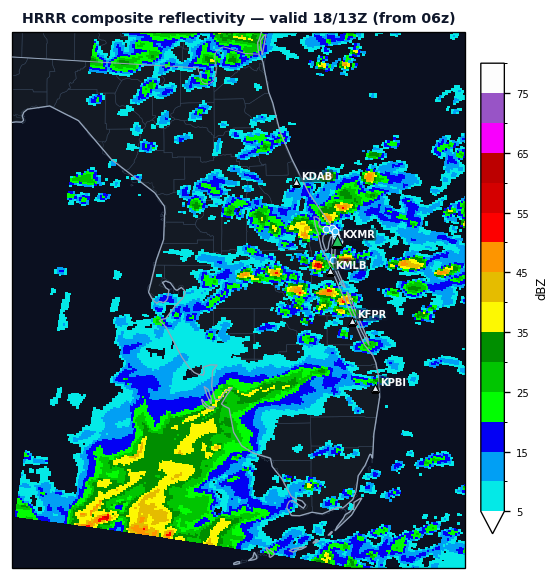 HRRR composite reflectivity — valid 18/13Z (from 06z)
KDAB
KXMR
KMLB
KFPR
KPBI
75
65
55
45
35
25
15
5
dBZ